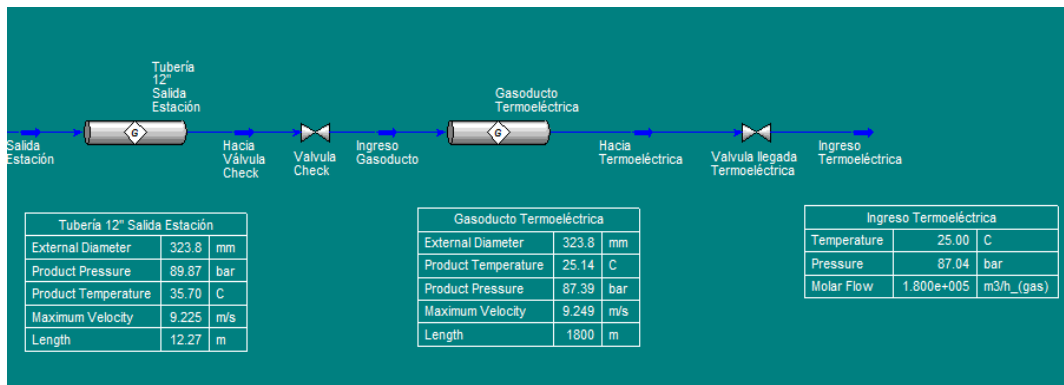 Tubería
12"
Salida
Estación
Gasoducto
Termoeléctrica
G
G
Salida
Estación
Hacia
Válvula
Check
Valvula
Check
Ingreso
Gasoducto
Hacia
Termoeléctrica
Valvula llegada
Termoeléctrica
Ingreso
Termoeléctrica
Tubería 12" Salida Estación
External Diameter 323.8 mm
Product Pressure 89.87 bar
Product Temperature 35.70 C
Maximum Velocity 9.225 m/s
Length 12.27 m
Gasoducto Termoeléctrica
External Diameter 323.8 mm
Product Temperature 25.14 C
Product Pressure 87.39 bar
Maximum Velocity 9.249 m/s
Length 1800 m
Ingreso Termoeléctrica
Temperature 25.00 C
Pressure 87.04 bar
Molar Flow 1.800e+005 m3/h_(gas)